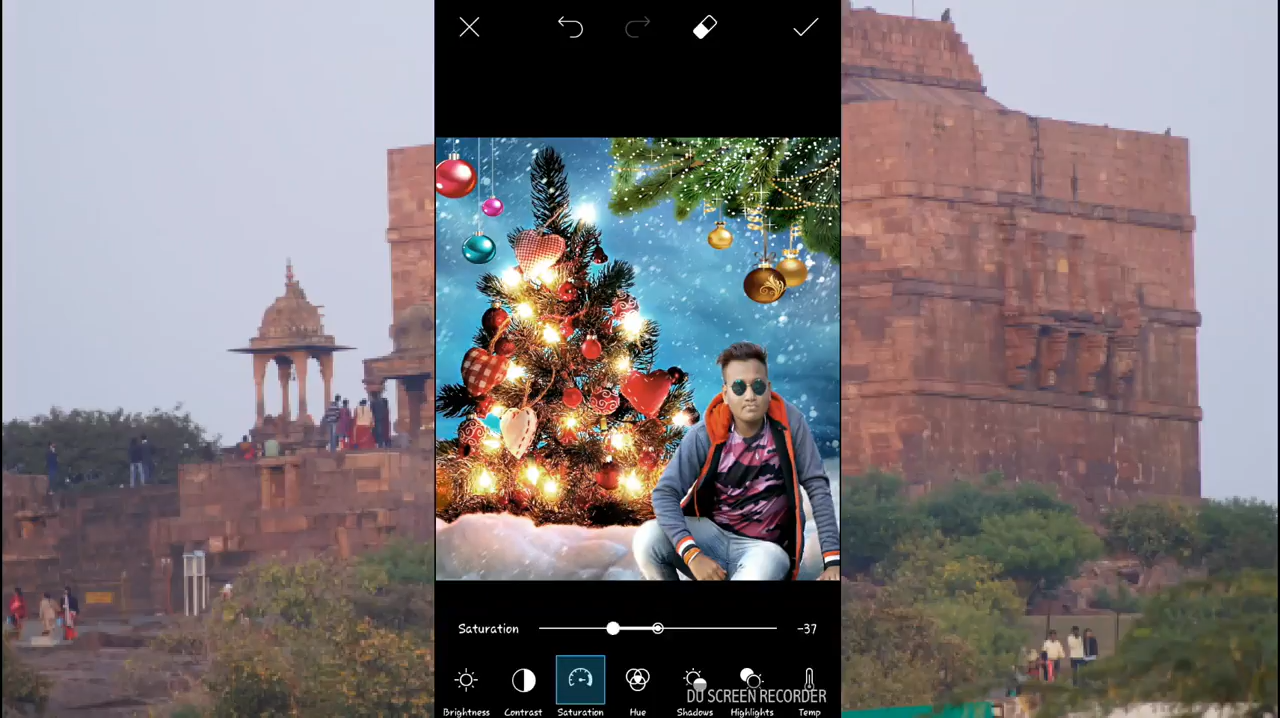 Saturation -37
DU SCREEN RECORDER
Brightness Contrast Saturation Hue Shadows Highlights Temp